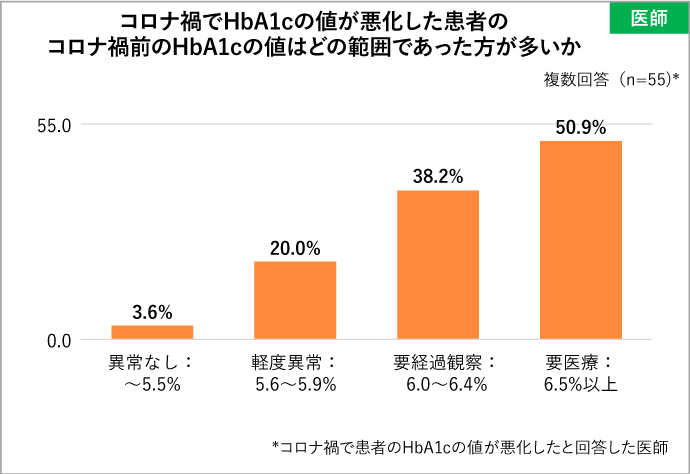 コロナ禍でHbA1cの値が悪化した患者の
コロナ禍前のHbA1cの値はどの範囲であった方が多いか
医師
複数回答（n=55)*
55.0
0.0
3.6%
20.0%
38.2%
50.9%
異常なし：
～5.5%
軽度異常：
5.6～5.9%
要経過観察：
6.0～6.4%
要医療：
6.5%以上
*コロナ禍で患者のHbA1cの値が悪化したと回答した医師